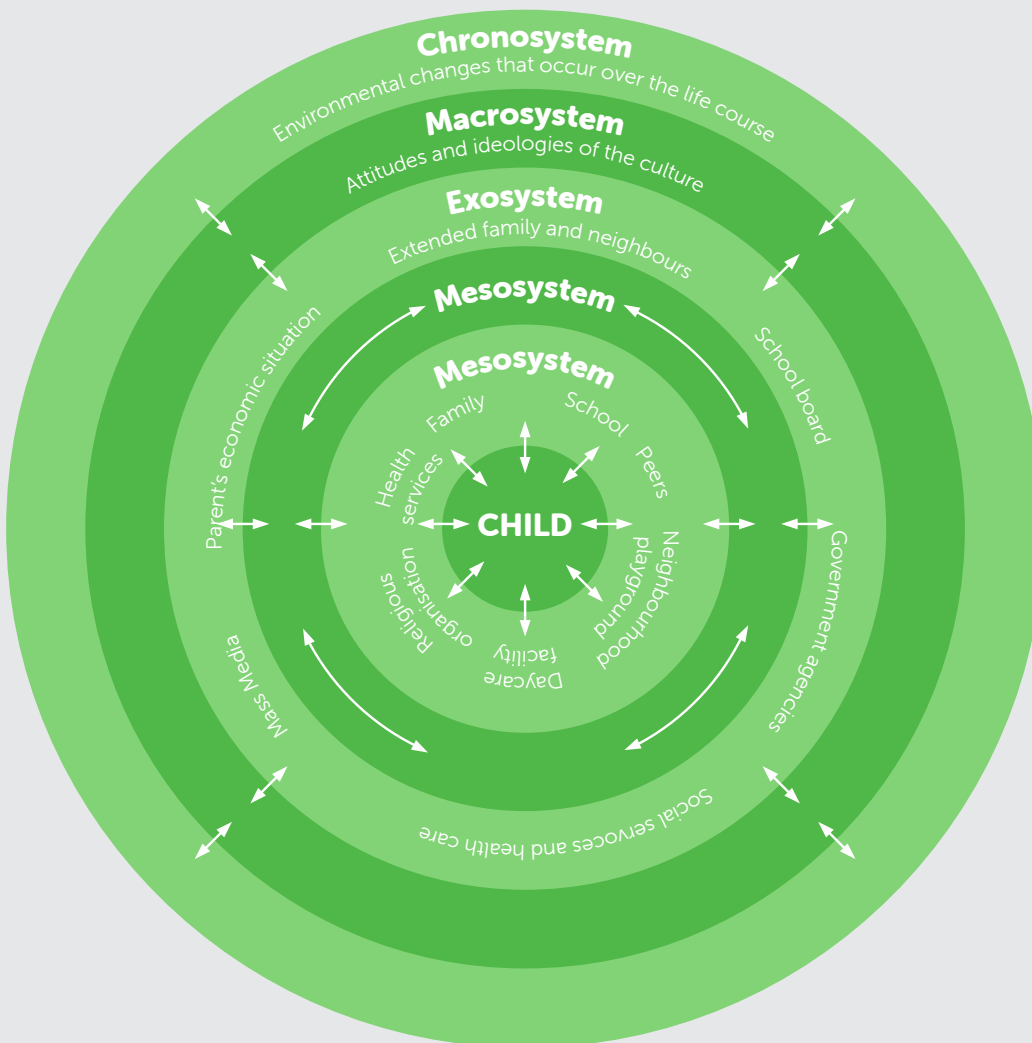 Chronosystem
Environmental changes that occur over the life course
Macrosystem
Attitudes and ideologies of the culture
Exosystem
Extended family and neighbours
Mesosystem
Mesosystem
Family
School
Health
services
Peers
CHILD
Religious
organisation
Neighbourhood
playground
Daycare
facility
Parent's economic situation
School board
Mass Media
Government agencies
Social servoces and health care